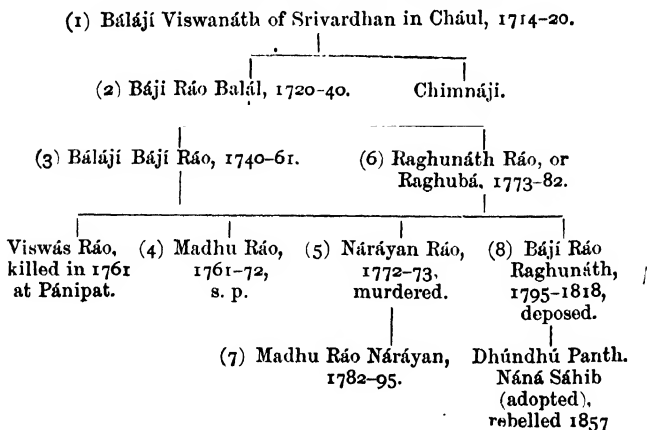 (1) Bálájí Viswanáth of Srivardhan in Chául, 1714-20.
(2) Báji Ráo Balál, 1720-40. Chimnáji.
(3) Bálájí Bájí Ráo, 1740-61. (6) Raghunáth Ráo, or
Raghubá, 1773-82.
Viswás Ráo, (4) Madhu Ráo, (5) Náráyan Ráo, (8) Bájí Ráo
killed in 1761 1761-72, 1772-73, Raghunáth,
at Pánipat. s. p. murdered. 1795-1818,
deposed.
(7) Madhu Ráo Náráyan, Dhúndhú Panth.
1782-95. Náná Sáhib
(adopted),
rebelled 1857